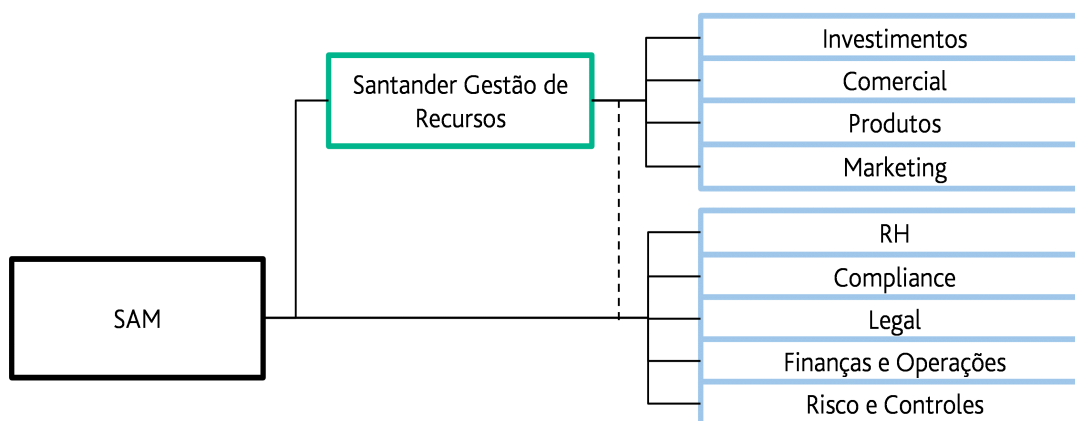 Santander Gestão de
Recursos
Investimentos
Comercial
Produtos
Marketing
SAM
RH
Compliance
Legal
Finanças e Operações
Risco e Controles